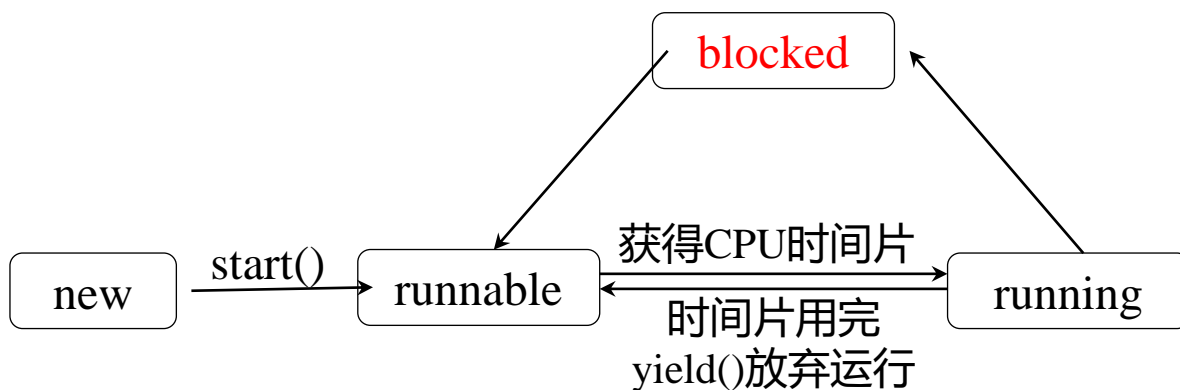 blocked
获得CPU时间片
start()
new
runnable
running
时间片用完
yield()放弃运行